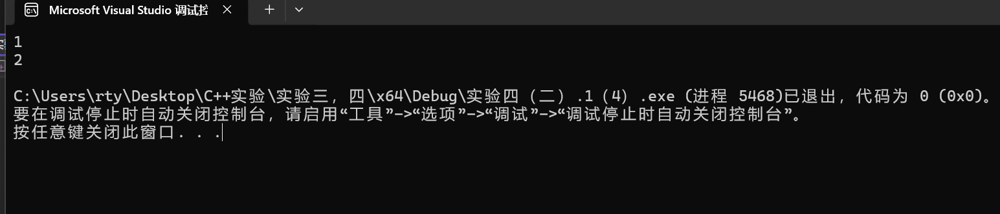 Microsoft Visual Studio 调试控
1
2
C:\Users\rty\Desktop\C++实验\实验三，四\x64\Debug\实验四（二）.1（4）.exe (进程 5468)已退出，代码为 0 (0x0)。
要在调试停止时自动关闭控制台，请启用“工具”->“选项”->“调试”->“调试停止时自动关闭控制台”。
按任意键关闭此窗口. . .